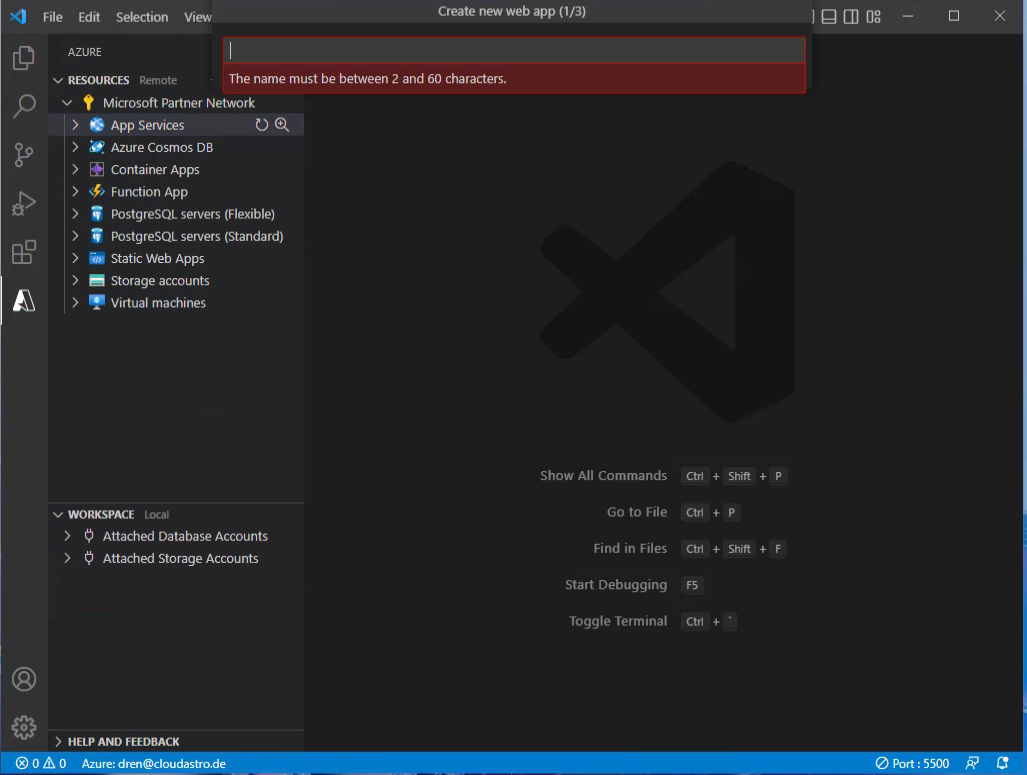 File Edit Selection View
Create new web app (1/3)
The name must be between 2 and 60 characters.
AZURE
RESOURCES Remote
Microsoft Partner Network
App Services
Azure Cosmos DB
Container Apps
Function App
PostgreSQL servers (Flexible)
PostgreSQL servers (Standard)
Static Web Apps
Storage accounts
Virtual machines
WORKSPACE Local
Attached Database Accounts
Attached Storage Accounts
HELP AND FEEDBACK
Show All Commands Ctrl + Shift + P
Go to File Ctrl + P
Find in Files Ctrl + Shift + F
Start Debugging F5
Toggle Terminal Ctrl + `
0 0 Azure: dren@cloudastro.de
Port : 5500